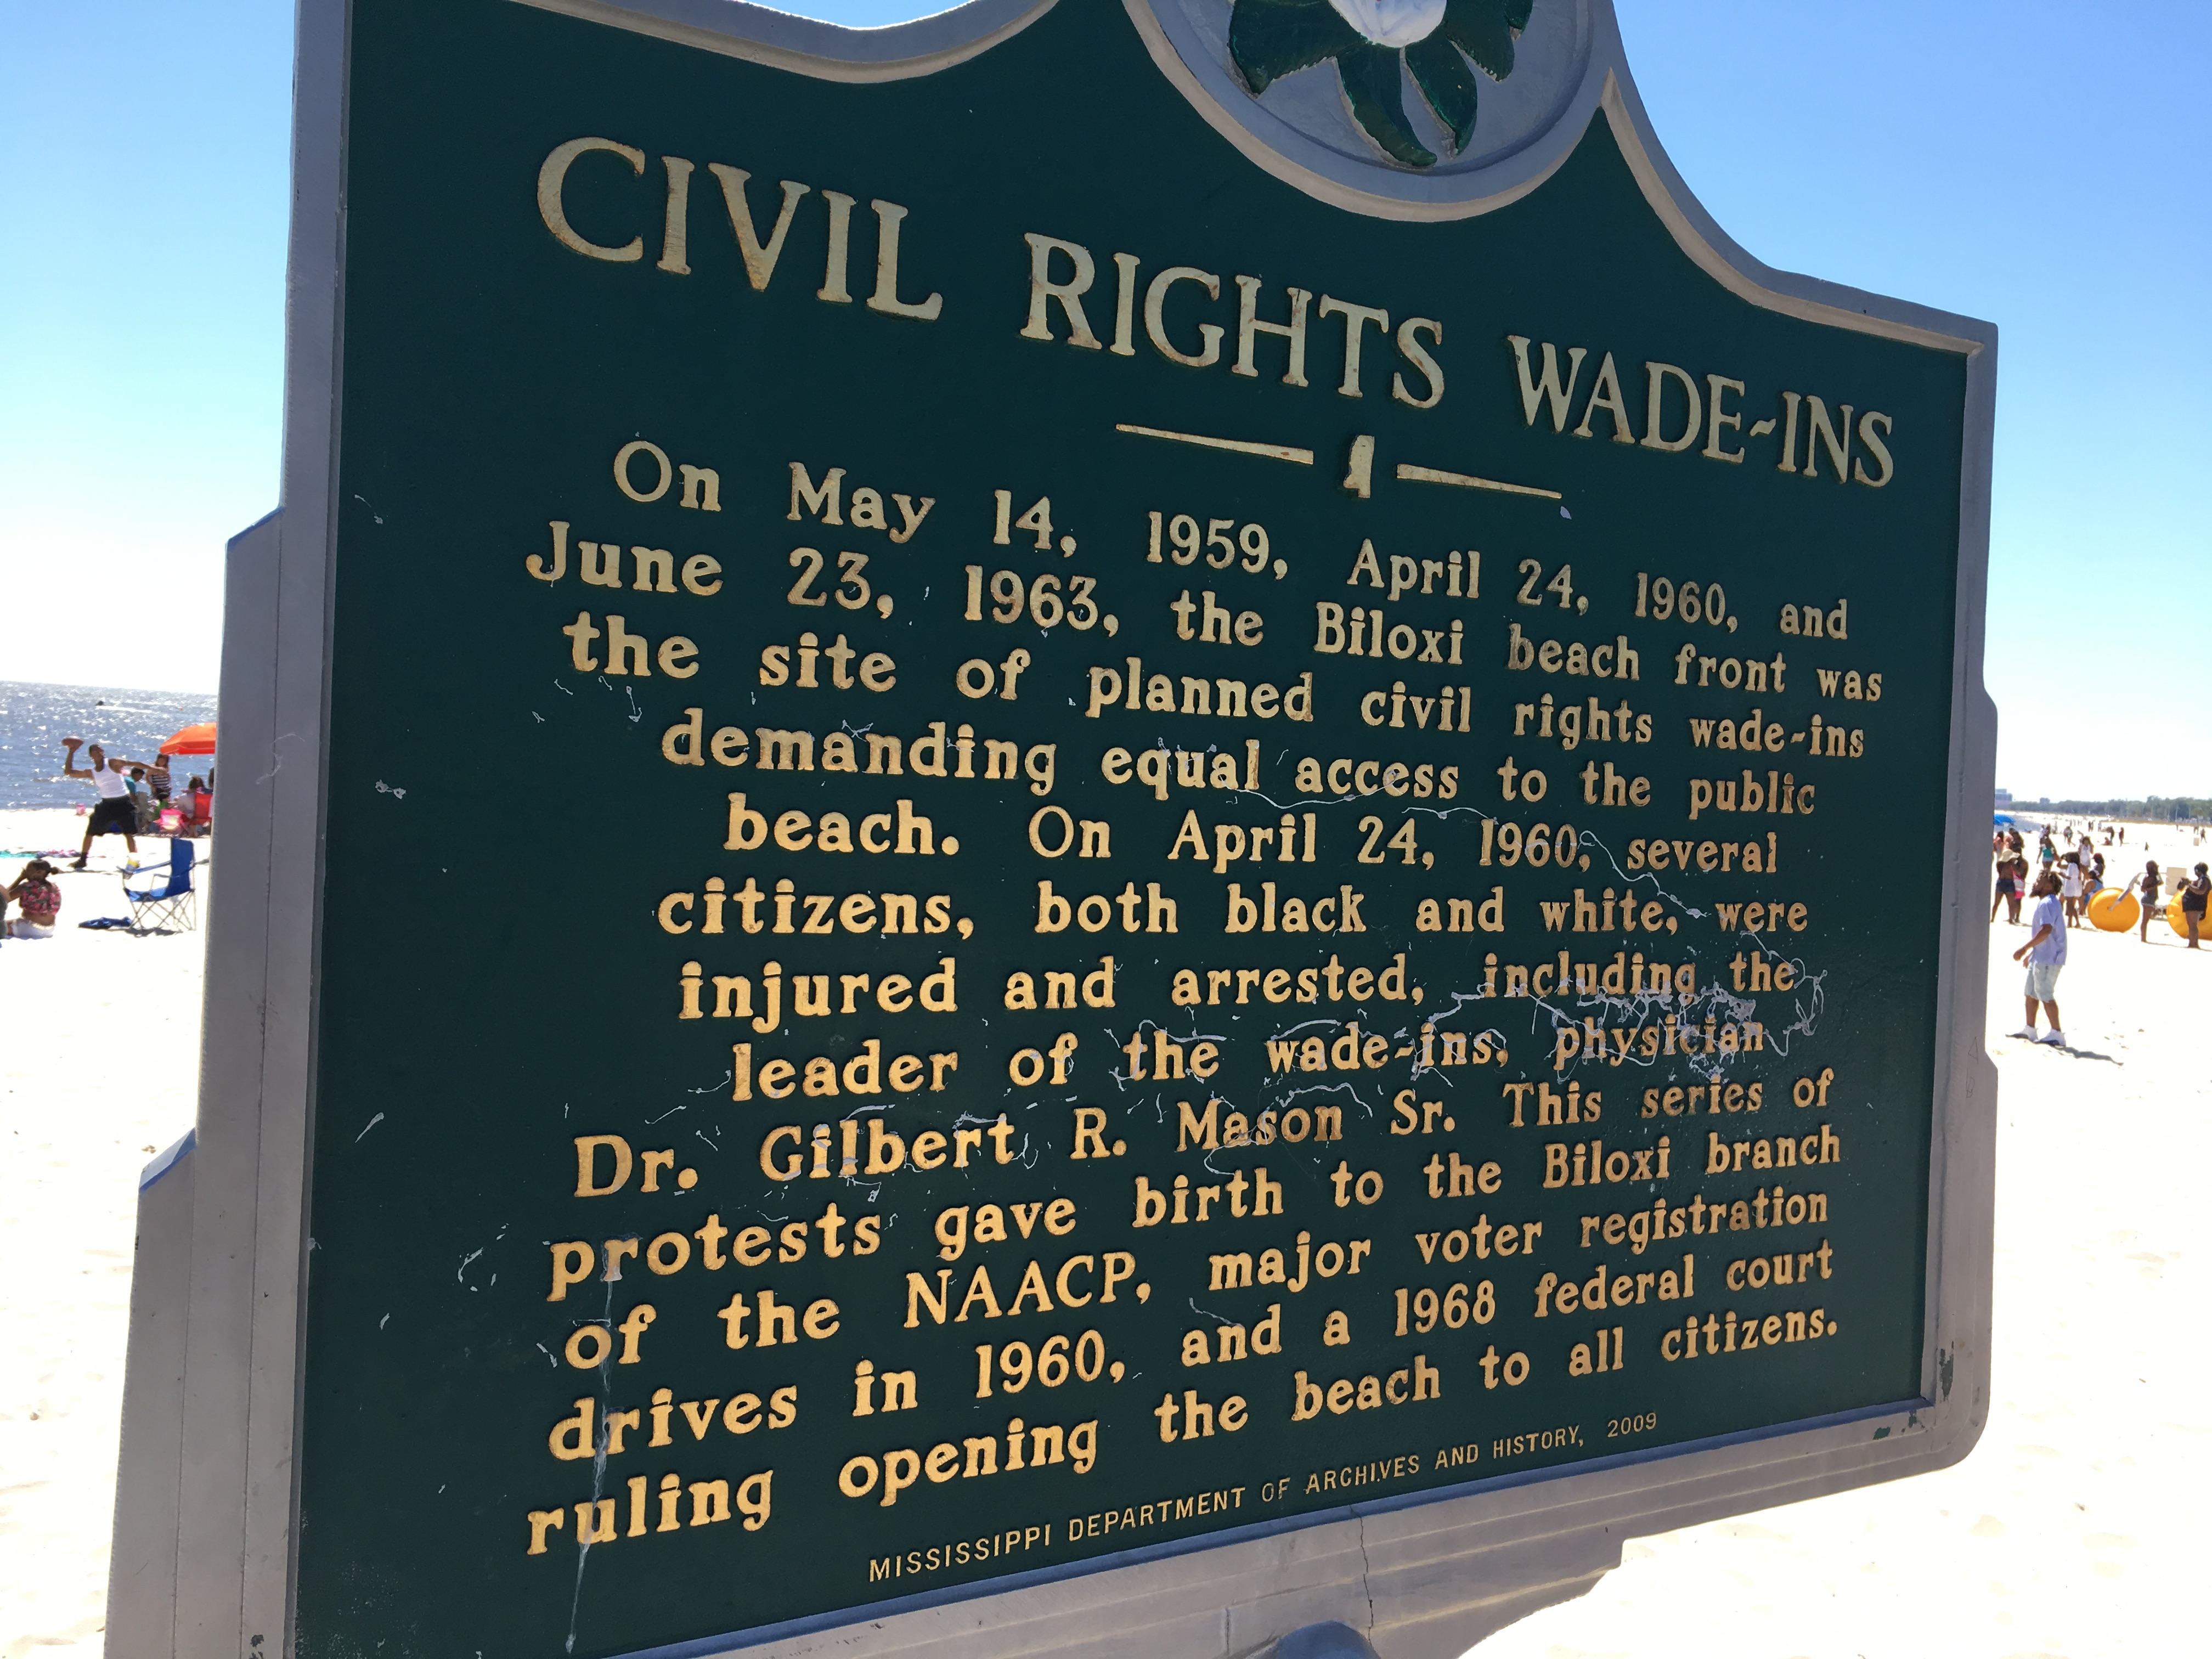 CIVIL RIGHTS WADE-INS
On May 14, 1959, April 24, 1960, and
June 23, 1963, the Biloxi beach front was
the site of planned civil rights wade-ins
demanding equal access to the public
beach. On April 24, 1960, several
citizens, both black and white, were
injured and arrested, including the
leader of the wade-ins, physician
Dr. Gilbert R. Mason Sr. This series of
protests gave birth to the Biloxi branch
of the NAACP, major voter registration
drives in 1960, and a 1968 federal court
ruling opening the beach to all citizens.
MISSISSIPPI DEPARTMENT OF ARCHIVES AND HISTORY, 2009